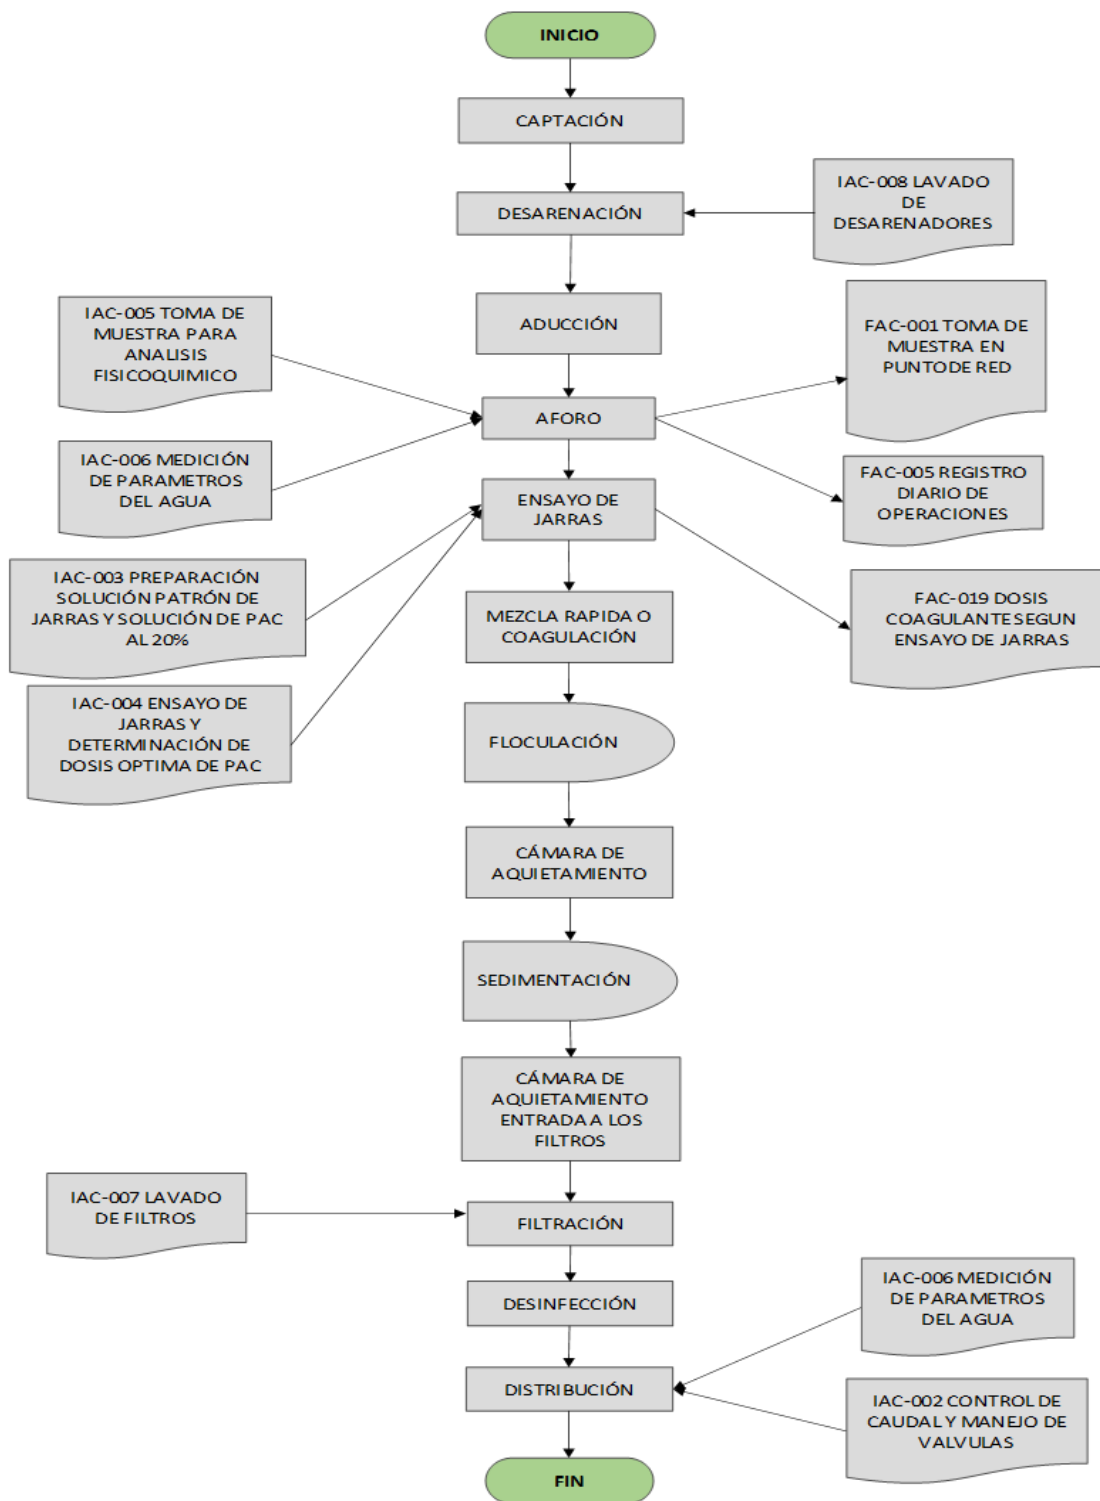 INICIO
CAPTACIÓN
IAC-008 LAVADO
DE
DESARENADORES
DESARENACIÓN
ADUCCIÓN
IAC-005 TOMA DE
MUESTRA PARA
ANALISIS
FISICOQUIMICO
FAC-001 TOMA DE
MUESTRA EN
PUNTO DE RED
AFORO
IAC-006 MEDICIÓN
DE PARAMETROS
DEL AGUA
FAC-005 REGISTRO
DIARIO DE
OPERACIONES
ENSAYO DE
JARRAS
IAC-003 PREPARACIÓN
SOLUCIÓN PATRÓN DE
JARRAS Y SOLUCIÓN DE PAC
AL 20%
MEZCLA RAPIDA O
COAGULACIÓN
FAC-019 DOSIS
COAGULANTE SEGUN
ENSAYO DE JARRAS
IAC-004 ENSAYO DE
JARRAS Y
DETERMINACIÓN DE
DOSIS OPTIMA DE PAC
FLOCULACIÓN
CÁMARA DE
AQUIETAMIENTO
SEDIMENTACIÓN
CÁMARA DE
AQUIETAMIENTO
ENTRADA A LOS
FILTROS
IAC-007 LAVADO
DE FILTROS
FILTRACIÓN
DESINFECCIÓN
IAC-006 MEDICIÓN
DE PARAMETROS
DEL AGUA
DISTRIBUCIÓN
IAC-002 CONTROL DE
CAUDAL Y MANEJO DE
VALVULAS
FIN